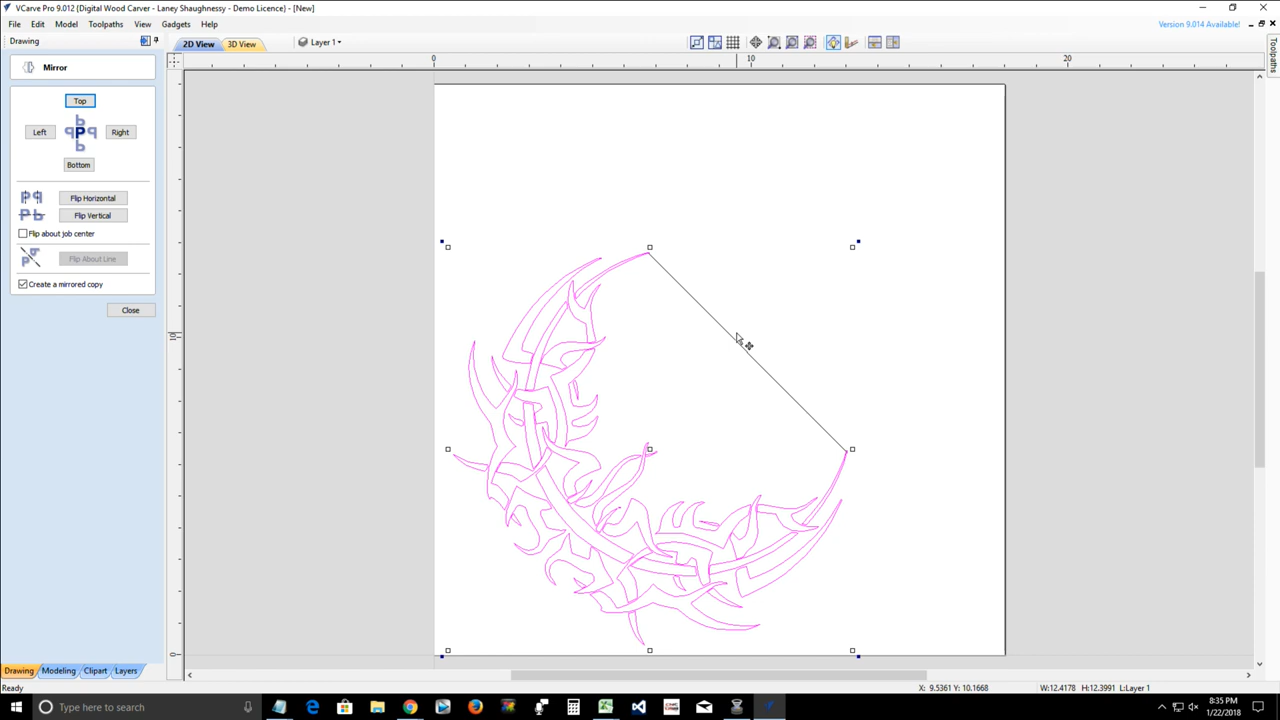 VCarve Pro 9.012 {Digital Wood Carver - Laney Shaughnessy - Demo Licence} - [New]
File Edit Model Toolpaths View Gadgets Help
Version 9.014 Available!
Drawing
2D View 3D View Layer 1
Toolpaths
0 10 20
Mirror
Top
Left Right
Bottom
Flip Horizontal
Flip Vertical
Flip about job center
Flip About Line
Create a mirrored copy
Close
10
0
Drawing Modeling Clipart Layers
Ready
X: 9.5361 Y: 10.1668 W:12.4178 H:12.3991 L:Layer 1
Type here to search
8:35 PM
1/22/2018